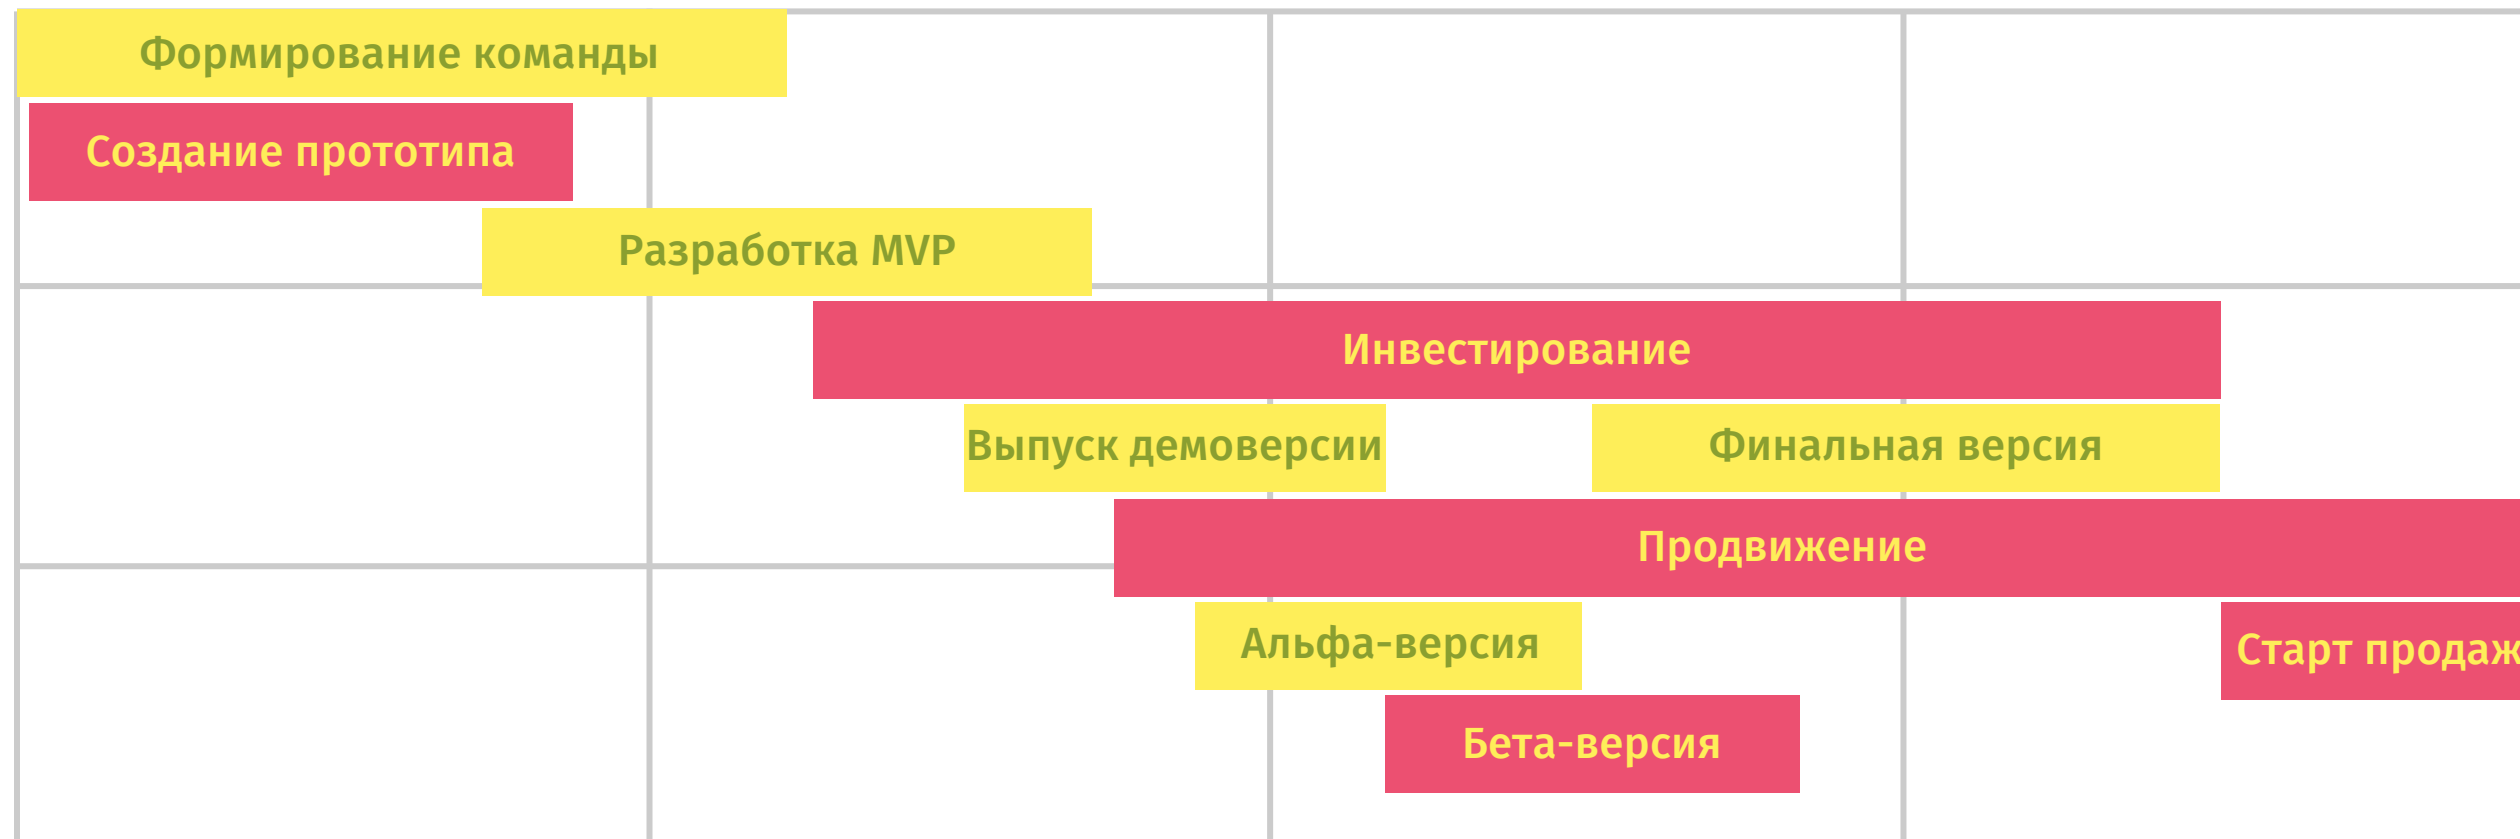 Формирование команды
Создание прототипа
Разработка MVP
Инвестирование
Выпуск демоверсии
Финальная версия
Продвижение
Альфа-версия
Старт продаж
Бета-версия